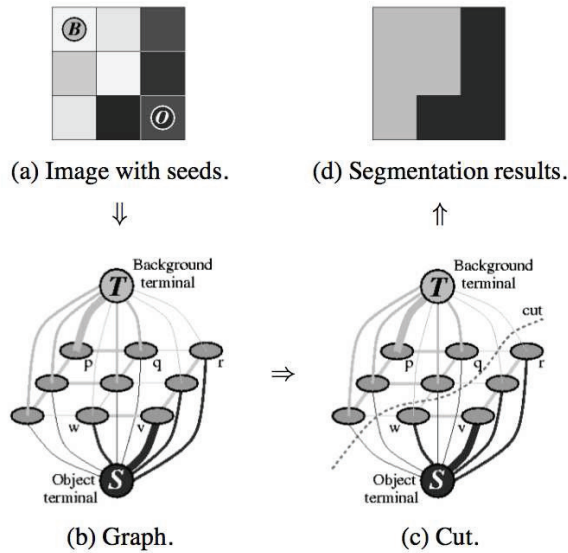 B
O
(a) Image with seeds.
(d) Segmentation results.
⇓
⇑
Background
terminal
T
p
q
r
w
v
S
Object
terminal
(b) Graph.
⇒
Background
terminal
T
cut
p
q
r
w
v
S
Object
terminal
(c) Cut.